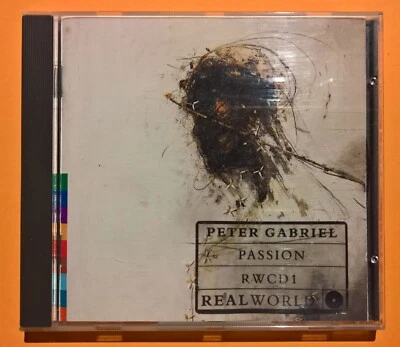 PETER GABRIEL
PASSION
RWCD1
REALWORLD